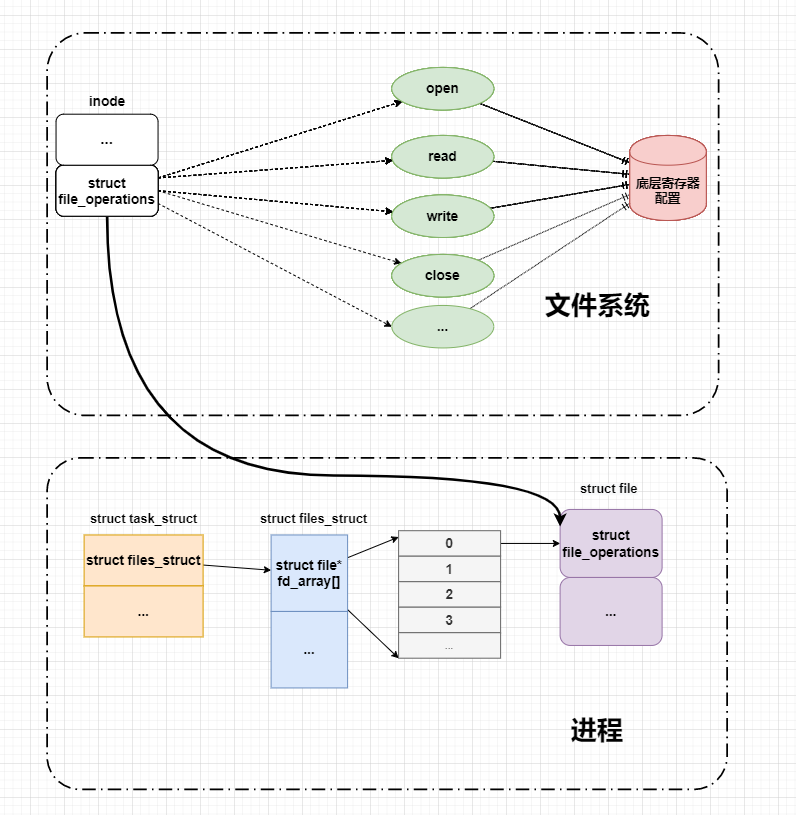 inode
...
struct
file_operations
open
read
write
close
...
底层寄存器
配置
文件系统
struct task_struct
struct files_struct
...
struct files_struct
struct file*
fd_array[]
...
0
1
2
3
...
struct file
struct
file_operations
...
进程